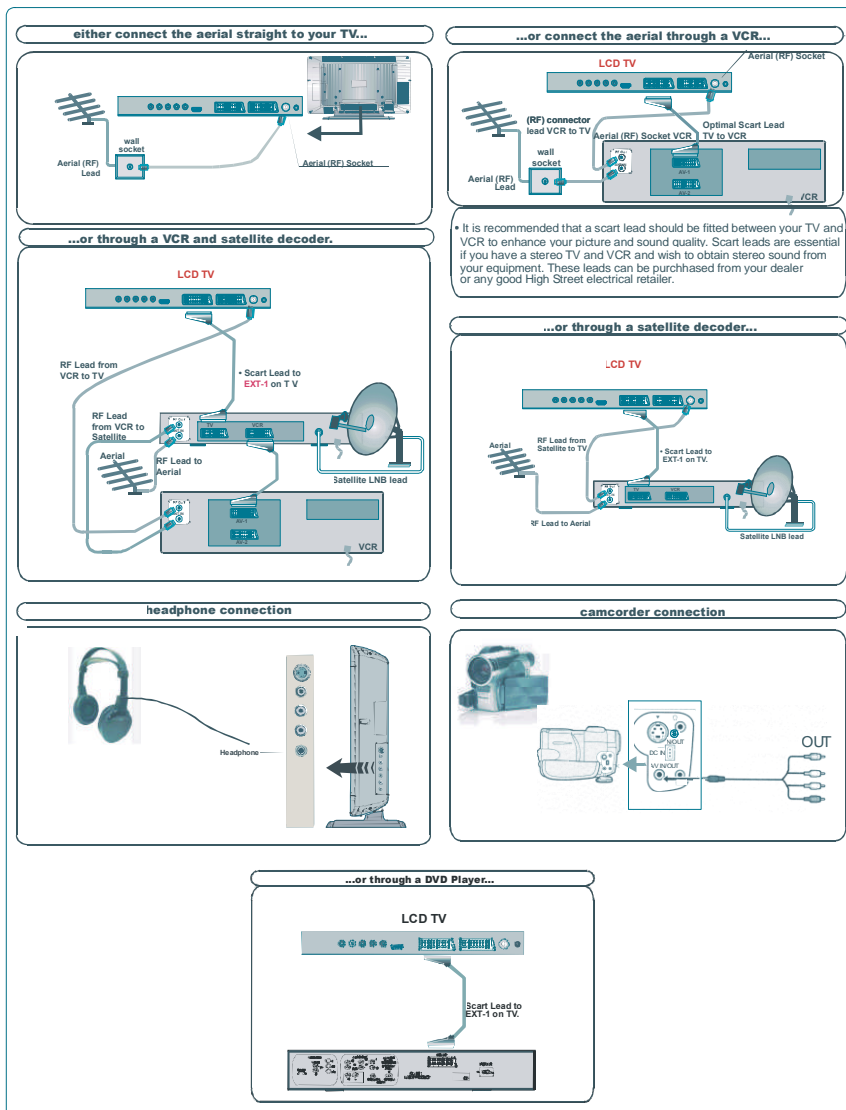 either connect the aerial straight to your TV...
wall
socket
Aerial (RF)
Lead
Aerial (RF) Socket
...or connect the aerial through a VCR...
LCD TV
Aerial (RF) Socket
(RF) connector
lead VCR to TV
Optimal Scart Lead
TV to VCR
Aerial (RF) Socket VCR
wall
socket
Aerial (RF)
Lead
RF Out
AV-1
AV-2
VCR
• It is recommended that a scart lead should be fitted between your TV and
VCR to enhance your picture and sound quality. Scart leads are essential
if you have a stereo TV and VCR and wish to obtain stereo sound from
your equipment. These leads can be purchhased from your dealer
or any good High Street electrical retailer.
...or through a VCR and satellite decoder.
LCD TV
RF Lead from
VCR to TV
• Scart Lead to
EXT-1 on T V
RF Lead
from VCR to
Satellite
Aerial
RF Lead to
Aerial
RF Out
TV
VCR
Satellite LNB lead
AV-1
AV-2
VCR
...or through a satellite decoder...
LCD TV
Aerial
RF Lead from
Satellite to TV
• Scart Lead to
EXT-1 on TV.
TV
VCR
RF Lead to Aerial
Satellite LNB lead
headphone connection
Headphone
camcorder connection
IN/OUT
DC IN
AV IN/OUT
OUT
...or through a DVD Player...
LCD TV
Scart Lead to
EXT-1 on TV.